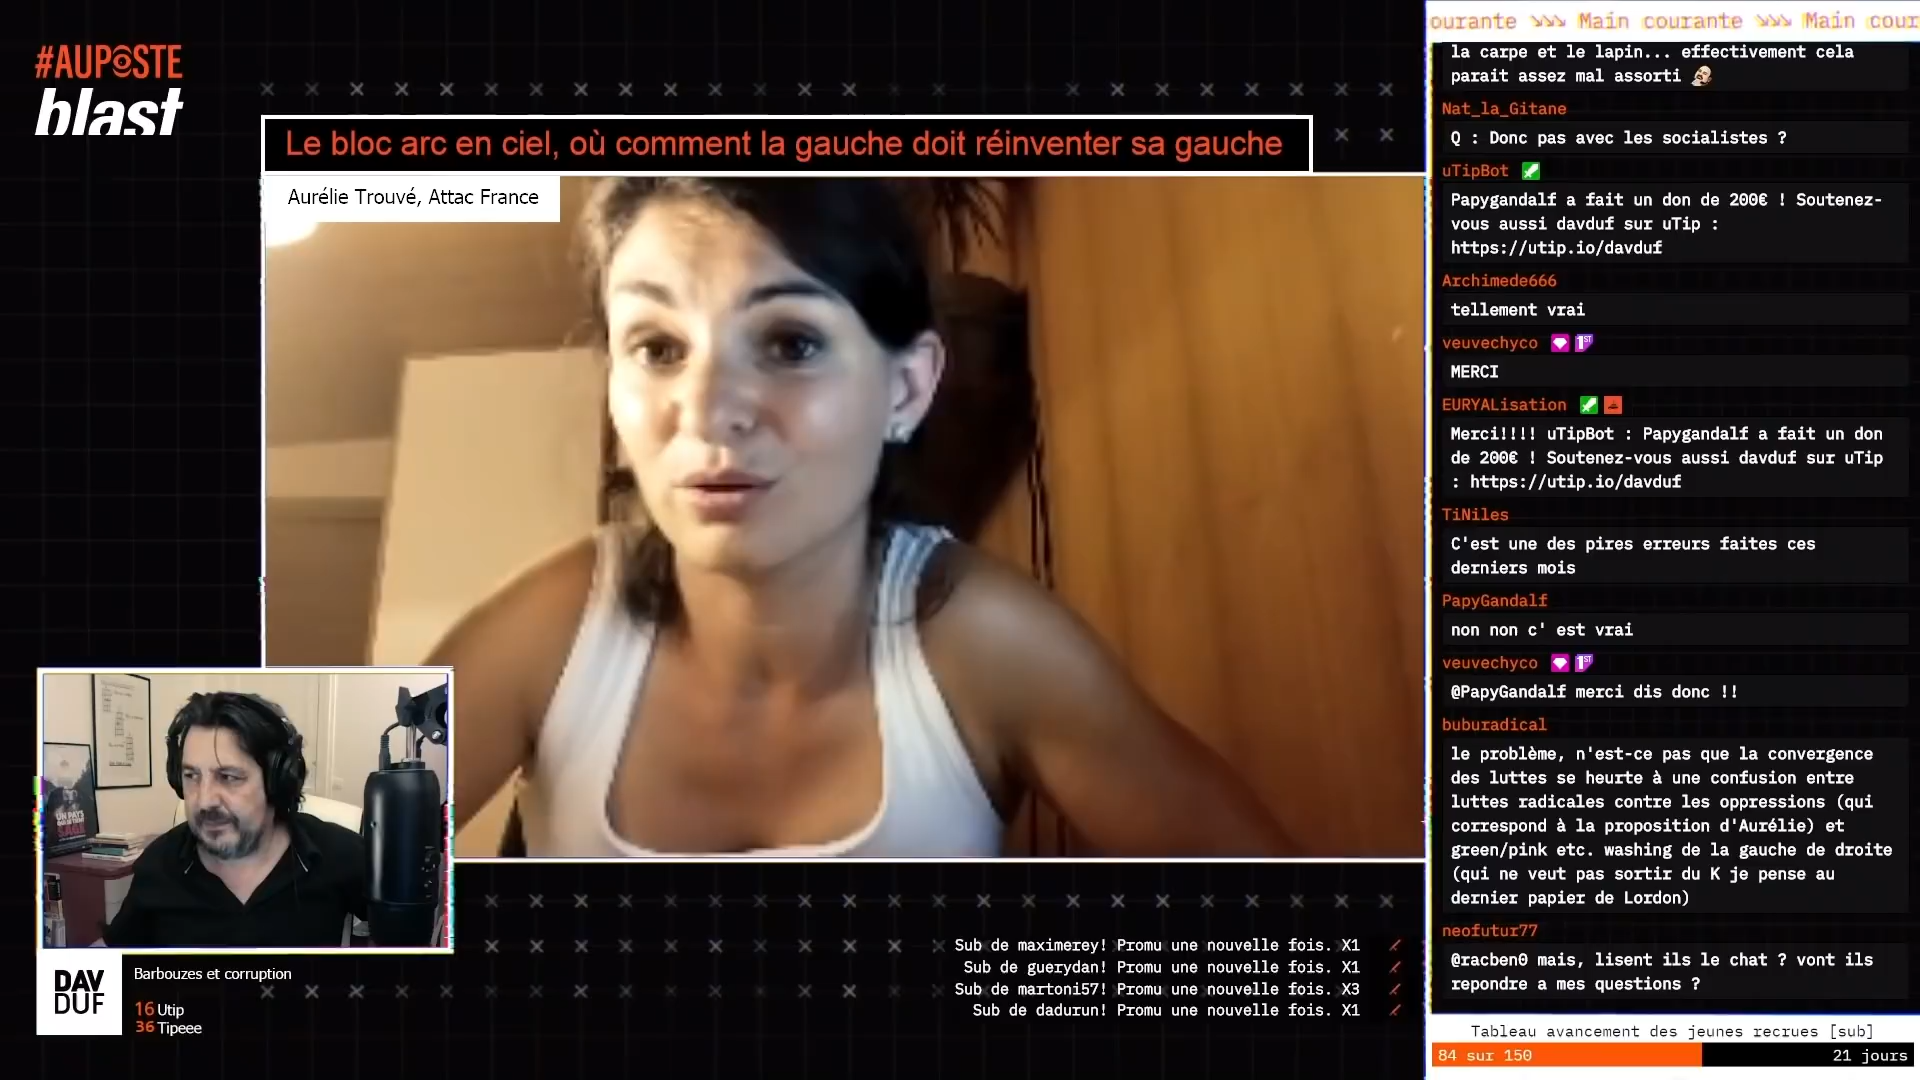 #AUPOSTE
blast
Le bloc arc en ciel, où comment la gauche doit réinventer sa gauche
Aurélie Trouvé, Attac France
UN PAYS
SAGE
DAV
DUF
Barbouzes et corruption
16 Utip
36 Tipeee
Sub de maximerey! Promu une nouvelle fois. X1
Sub de guerydan! Promu une nouvelle fois. X1
Sub de martoni57! Promu une nouvelle fois. X3
Sub de dadurun! Promu une nouvelle fois. X1
ourante >>> Main courante >>> Main cour
la carpe et le lapin... effectivement cela
parait assez mal assorti
Nat_la_Gitane
Q : Donc pas avec les socialistes ?
uTipBot
Papygandalf a fait un don de 200€ ! Soutenez-
vous aussi davduf sur uTip :
https://utip.io/davduf
Archimede666
tellement vrai
veuvechyco 1ST
MERCI
EURYALisation
Merci!!!! uTipBot : Papygandalf a fait un don
de 200€ ! Soutenez-vous aussi davduf sur uTip
: https://utip.io/davduf
TiNiles
C'est une des pires erreurs faites ces
derniers mois
PapyGandalf
non non c' est vrai
veuvechyco 1ST
@PapyGandalf merci dis donc !!
buburadical
le problème, n'est-ce pas que la convergence
des luttes se heurte à une confusion entre
luttes radicales contre les oppressions (qui
correspond à la proposition d'Aurélie) et
green/pink etc. washing de la gauche de droite
(qui ne veut pas sortir du K je pense au
dernier papier de Lordon)
neofutur77
@racben0 mais, lisent ils le chat ? vont ils
repondre a mes questions ?
Tableau avancement des jeunes recrues [sub]
84 sur 150 21 jours